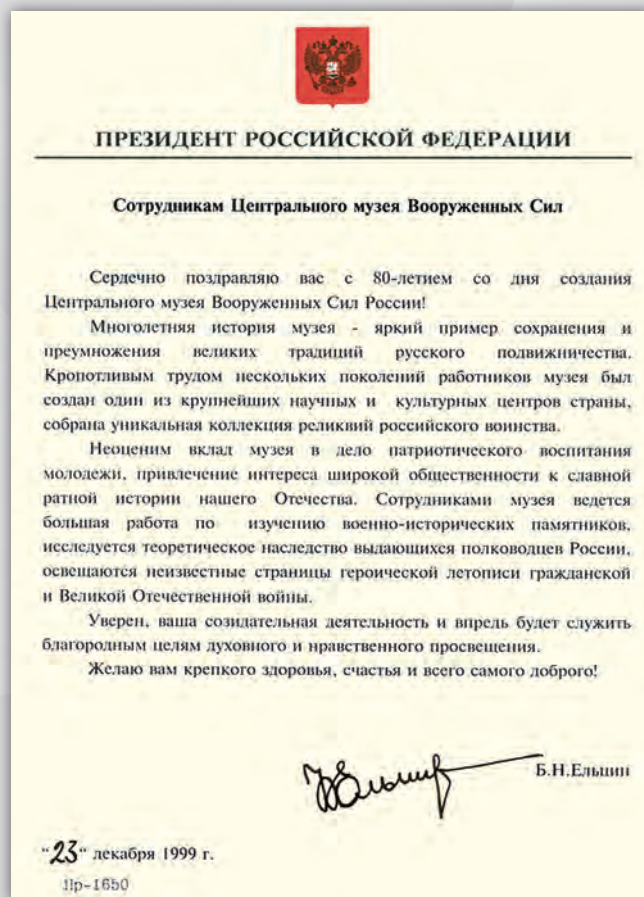 ПРЕЗИДЕНТ РОССИЙСКОЙ ФЕДЕРАЦИИ
Сотрудникам Центрального музея Вооруженных Сил
Сердечно поздравляю вас с 80-летием со дня создания
Центрального музея Вооруженных Сил России!
Многолетняя история музея - яркий пример сохранения и
преумножения великих традиций русского подвижничества.
Кропотливым трудом нескольких поколений работников музея был
создан один из крупнейших научных и культурных центров страны,
собрана уникальная коллекция реликвий российского воинства.
Неоценим вклад музея в дело патриотического воспитания
молодежи, привлечение интереса широкой общественности к славной
ратной истории нашего Отечества. Сотрудниками музея ведется
большая работа по изучению военно-исторических памятников,
исследуется теоретическое наследство выдающихся полководцев России,
освещаются неизвестные страницы героической летописи гражданской
и Великой Отечественной войны.
Уверен, ваша созидательная деятельность и впредь будет служить
благородным целям духовного и нравственного просвещения.
Желаю вам крепкого здоровья, счастья и всего самого доброго!
Б.Н.Ельцин
"23" декабря 1999 г.
Пр-1650